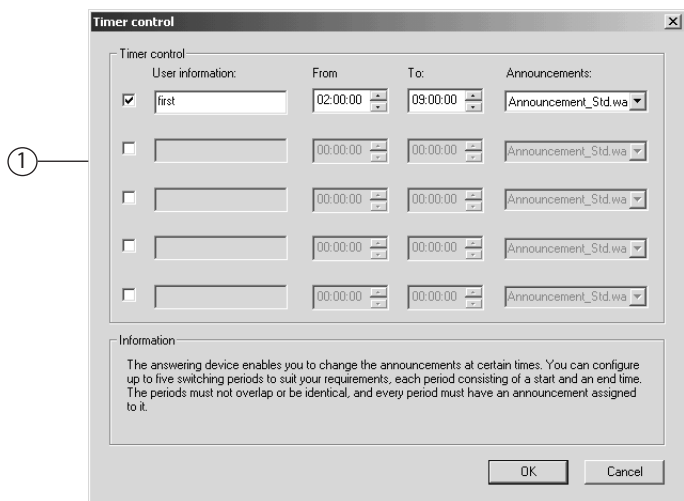 Timer control
Timer control
User information: From To: Announcements:
first 02:00:00 09:00:00 Announcement_Std.wa
1
00:00:00 00:00:00 Announcement_Std.wa
00:00:00 00:00:00 Announcement_Std.wa
00:00:00 00:00:00 Announcement_Std.wa
00:00:00 00:00:00 Announcement_Std.wa
Information
The answering device enables you to change the announcements at certain times. You can configure
up to five switching periods to suit your requirements, each period consisting of a start and an end time.
The periods must not overlap or be identical, and every period must have an announcement assigned
to it.
OK Cancel